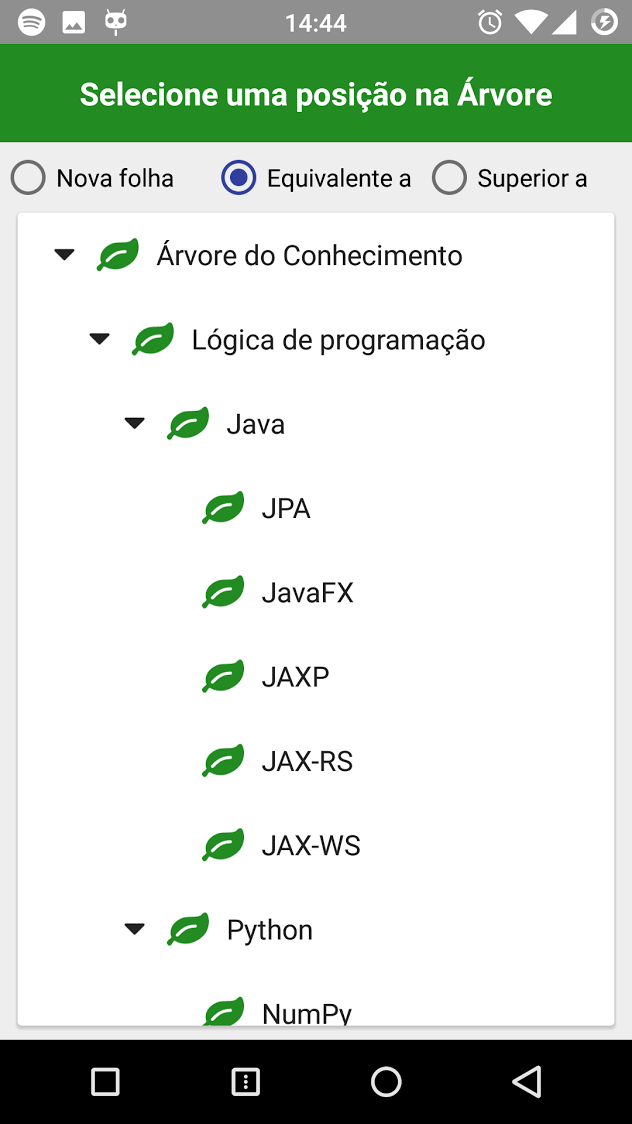 14:44
Selecione uma posição na Árvore
Nova folha Equivalente a Superior a
Árvore do Conhecimento
Lógica de programação
Java
JPA
JavaFX
JAXP
JAX-RS
JAX-WS
Python
NumPy